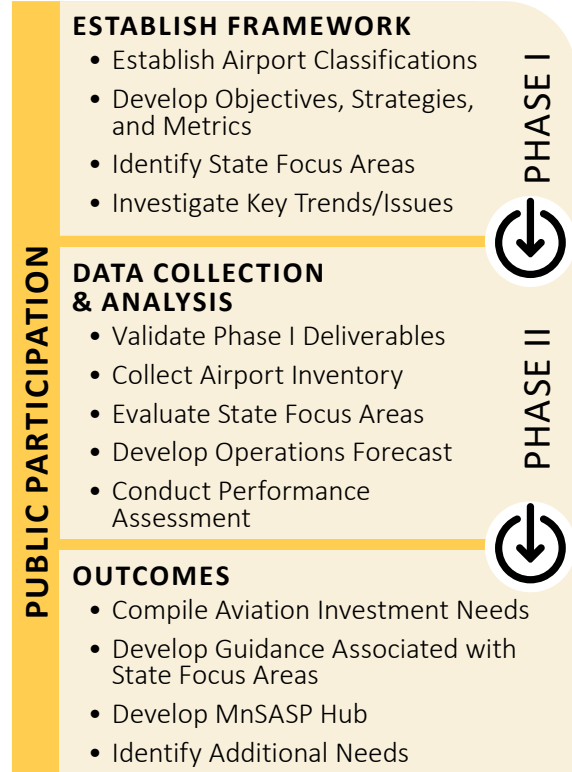 PUBLIC PARTICIPATION
ESTABLISH FRAMEWORK
• Establish Airport Classifications
• Develop Objectives, Strategies,
and Metrics
• Identify State Focus Areas
• Investigate Key Trends/Issues
PHASE I
DATA COLLECTION
& ANALYSIS
• Validate Phase I Deliverables
• Collect Airport Inventory
• Evaluate State Focus Areas
• Develop Operations Forecast
• Conduct Performance
Assessment
PHASE II
OUTCOMES
• Compile Aviation Investment Needs
• Develop Guidance Associated with
State Focus Areas
• Develop MnSASP Hub
• Identify Additional Needs